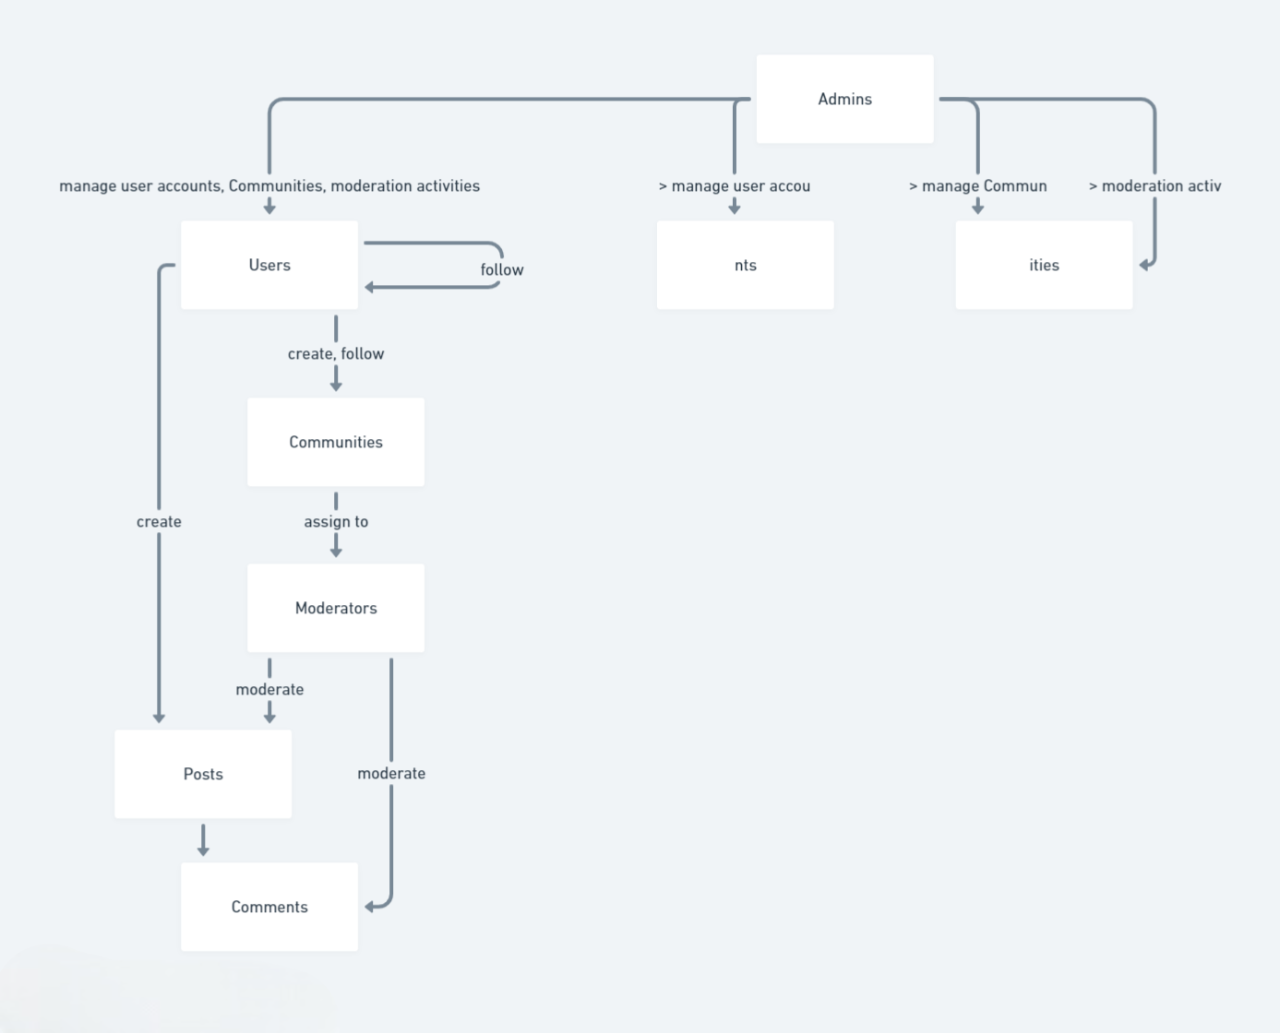 Admins
manage user accounts, Communities, moderation activities
> manage user accou
> manage Commun
> moderation activ
Users
follow
nts
ities
create, follow
Communities
create
assign to
Moderators
moderate
Posts
moderate
Comments